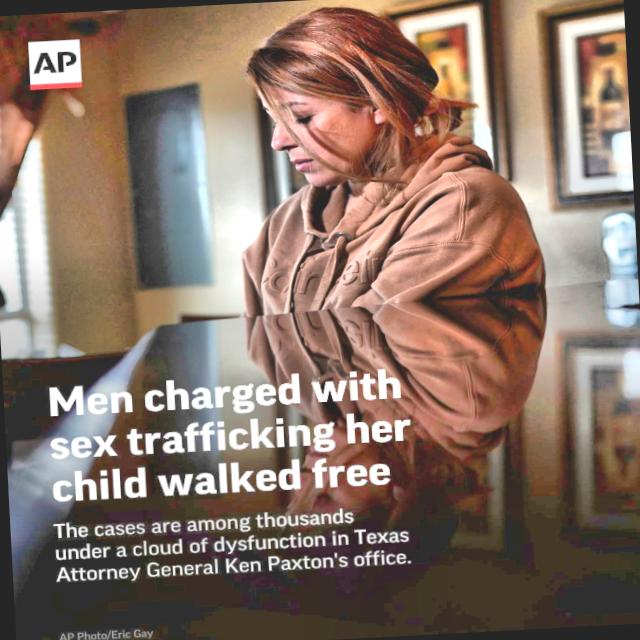 AP
Men charged with
sex trafficking her
child walked free
The cases are among thousands
under a cloud of dysfunction in Texas
Attorney General Ken Paxton's office.
AP Photo/Eric Gay